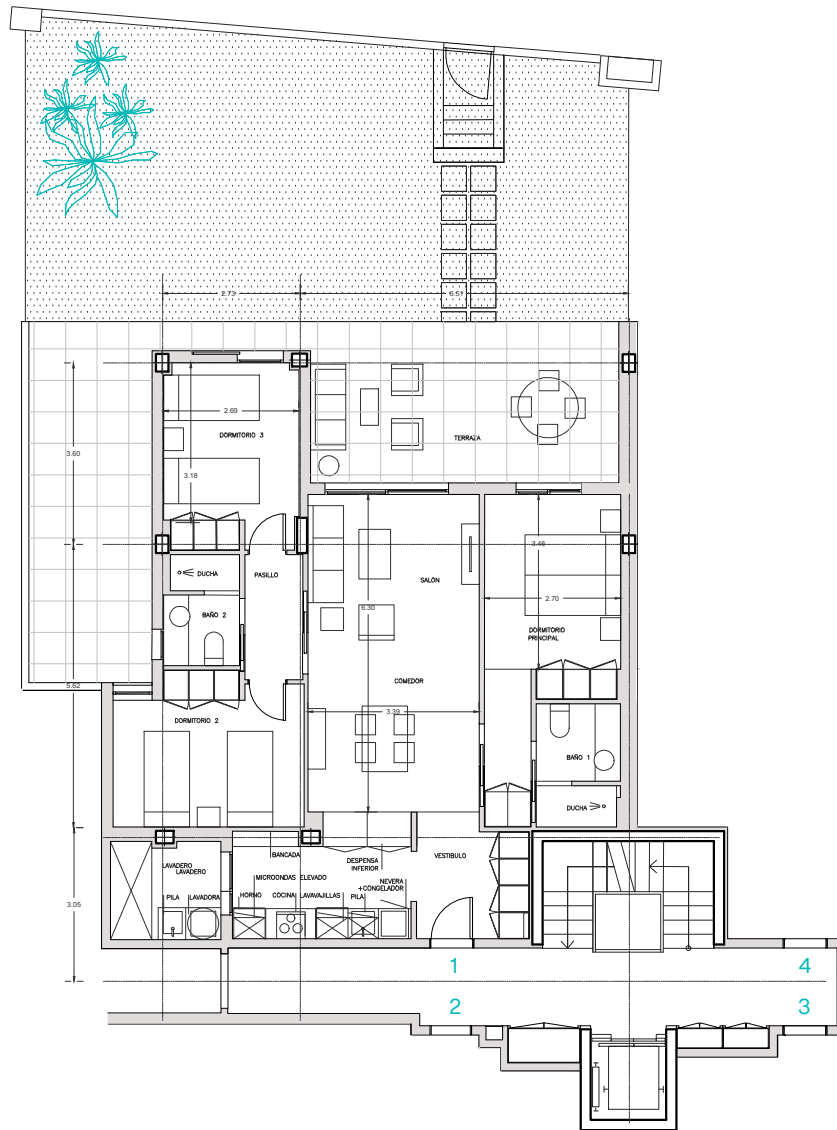 2.73
6.51
2.69
DORMITORIO 3
TERRAZA
3.60
3.18
3.46
DUCHA
PASILLO
SALÓN
2.70
6.30
BAÑO 2
DORMITORIO
PRINCIPAL
5.62
COMEDOR
3.39
DORMITORIO 2
BAÑO 1
DUCHA
BANCADA
DESPENSA
INFERIOR
VESTIBULO
LAVADERO
LAVADERO
MICROONDAS ELEVADO
NEVERA
+CONGELADOR
PILA
LAVADORA
HORNO
COCINA
LAVAVAJILLAS
PILA
3.05
1
4
2
3